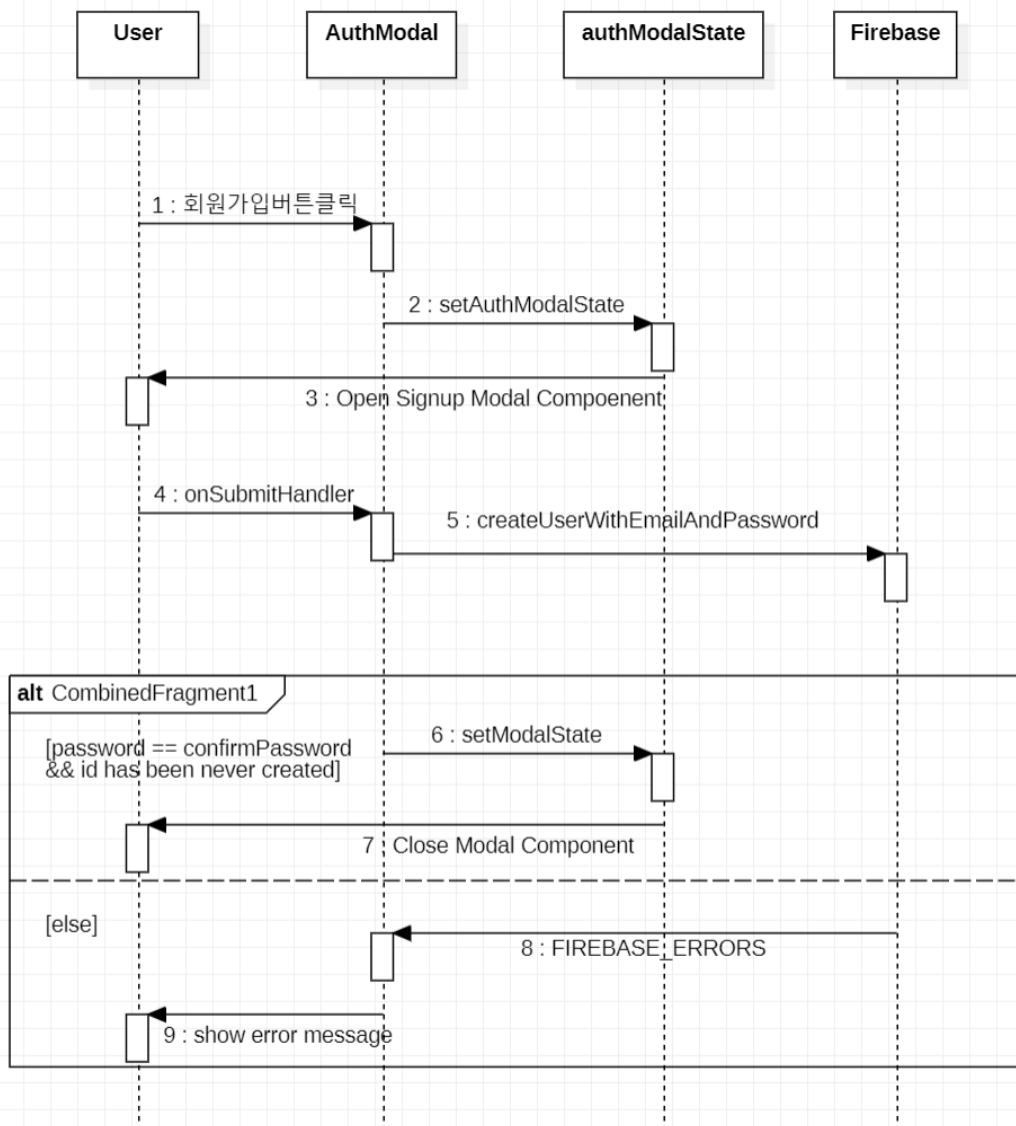 User
AuthModal
authModalState
Firebase
1 : 회원가입버튼클릭
2 : setAuthModalState
3 : Open Signup Modal Compoenent
4 : onSubmitHandler
5 : createUserWithEmailAndPassword
alt CombinedFragment1
6 : setModalState
[password == confirmPassword
&& id has been never created]
7 : Close Modal Component
[else]
8 : FIREBASE_ERRORS
9 : show error message